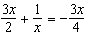 3x/2 + 1/x = −3x/4